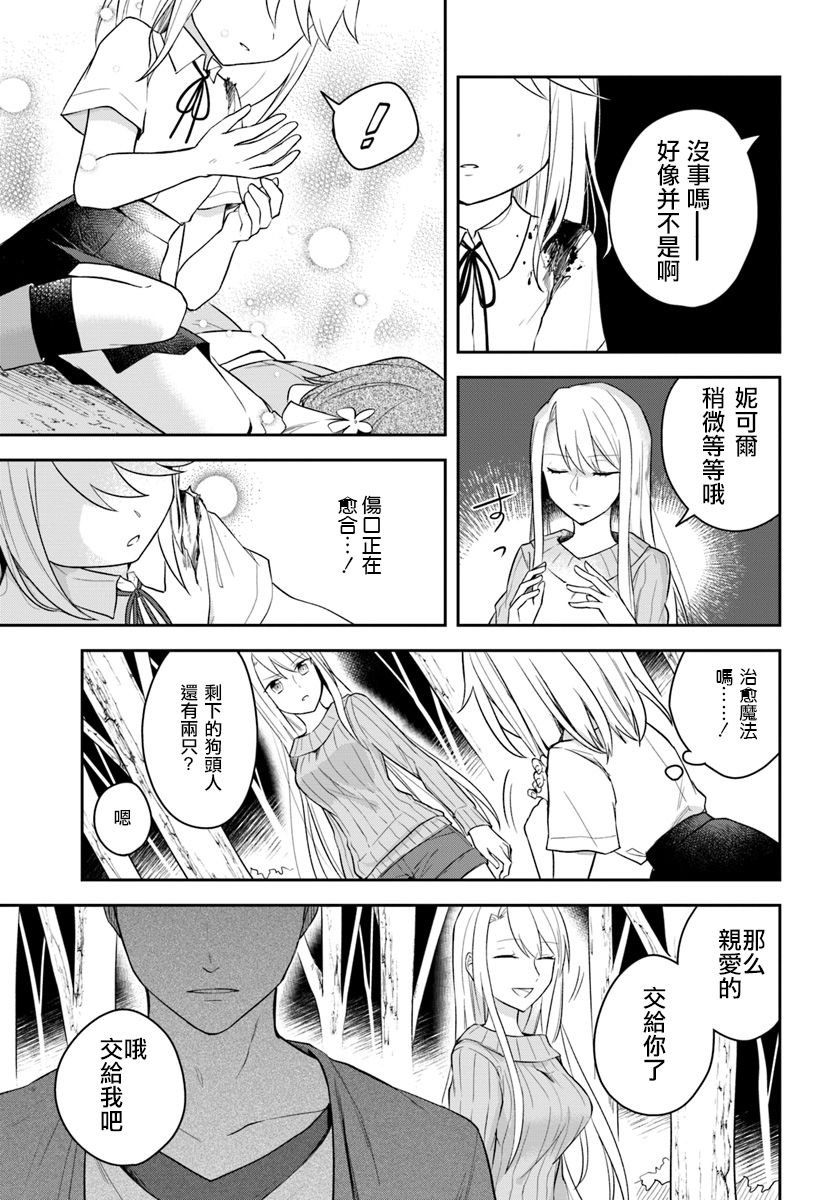 沒事嗎——
好像并不是啊
！
妮可爾
稍微等等哦
すっ
傷口正在
愈合…！
治愈魔法
嗎……！
剩下的狗頭人
還有兩只？
嗯
那么
親愛的
交給你了
哦
交給我吧